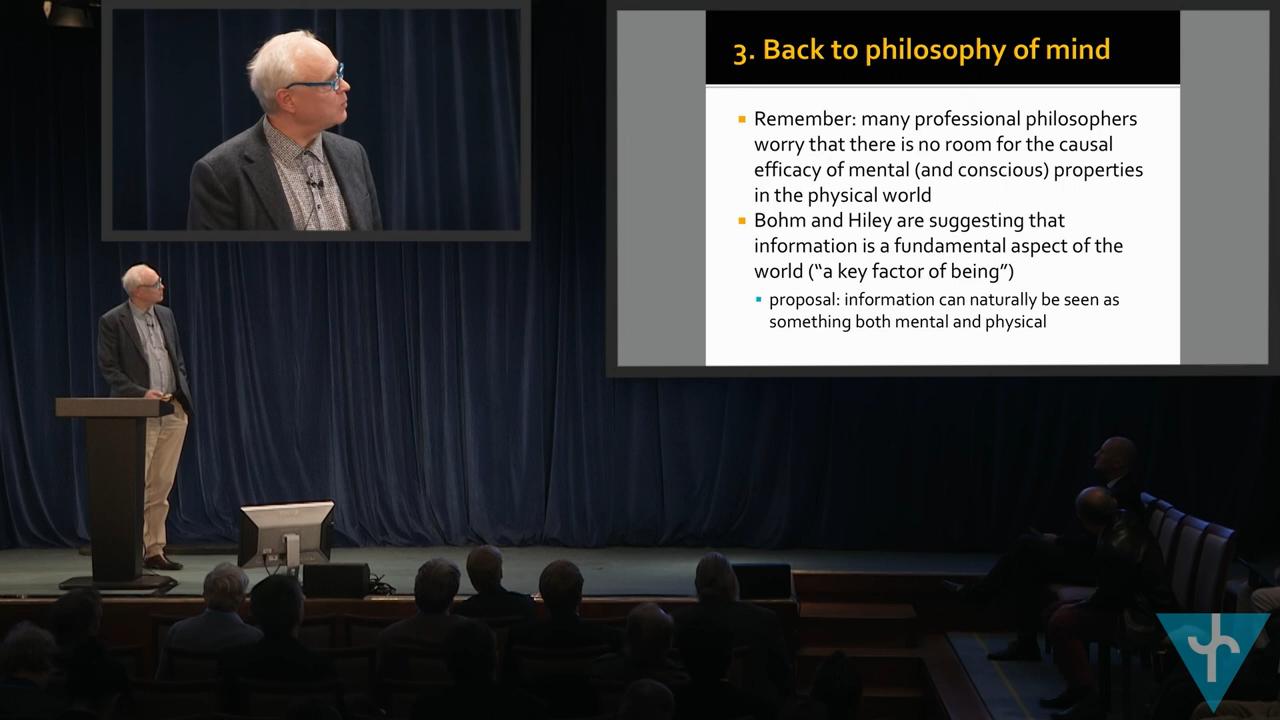 3. Back to philosophy of mind
Remember: many professional philosophers
worry that there is no room for the causal
efficacy of mental (and conscious) properties
in the physical world
Bohm and Hiley are suggesting that
information is a fundamental aspect of the
world (“a key factor of being”)
proposal: information can naturally be seen as
something both mental and physical